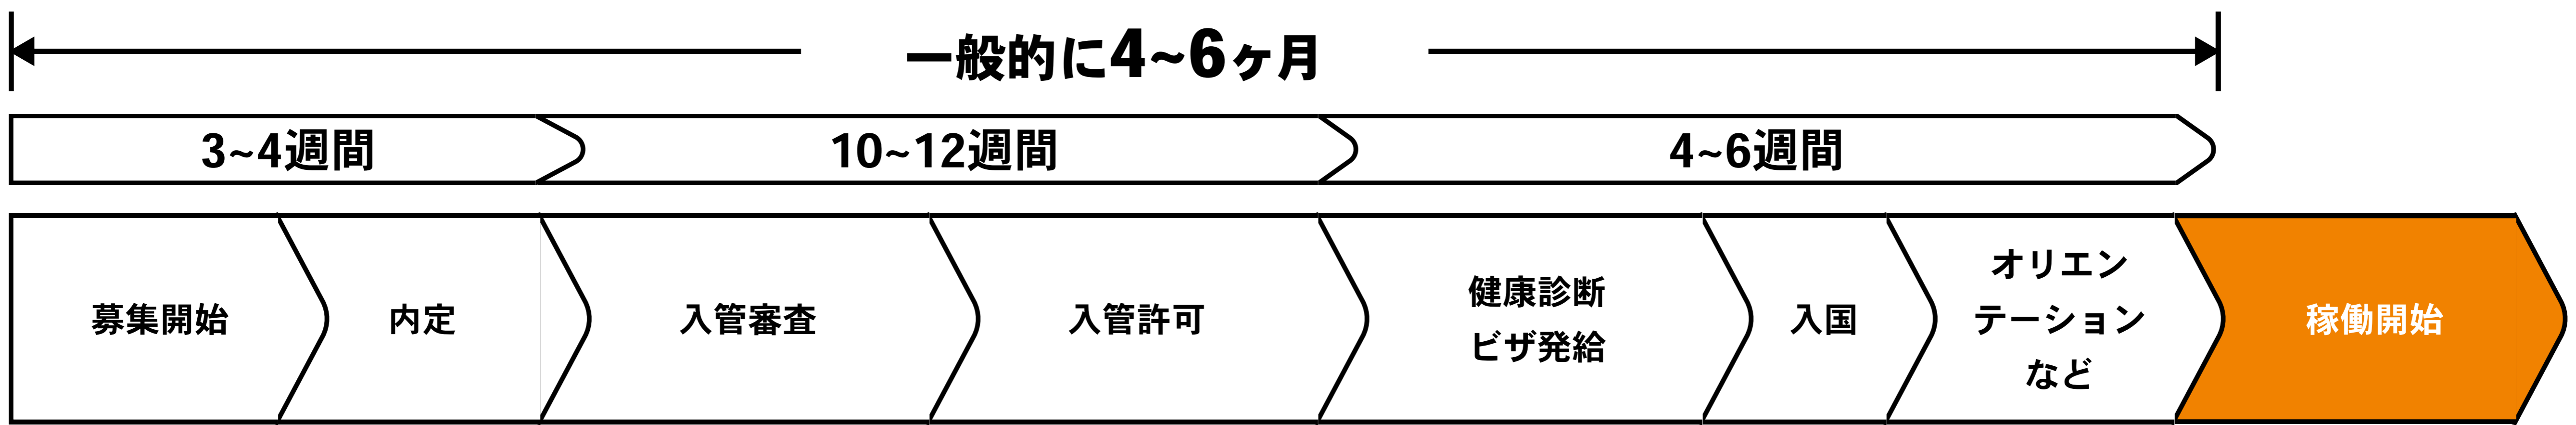 一般的に4~6ヶ月
3~4週間
10~12週間
4~6週間
募集開始
内定
入管審査
入管許可
健康診断
ビザ発給
入国
オリエン
テーション
など
稼働開始